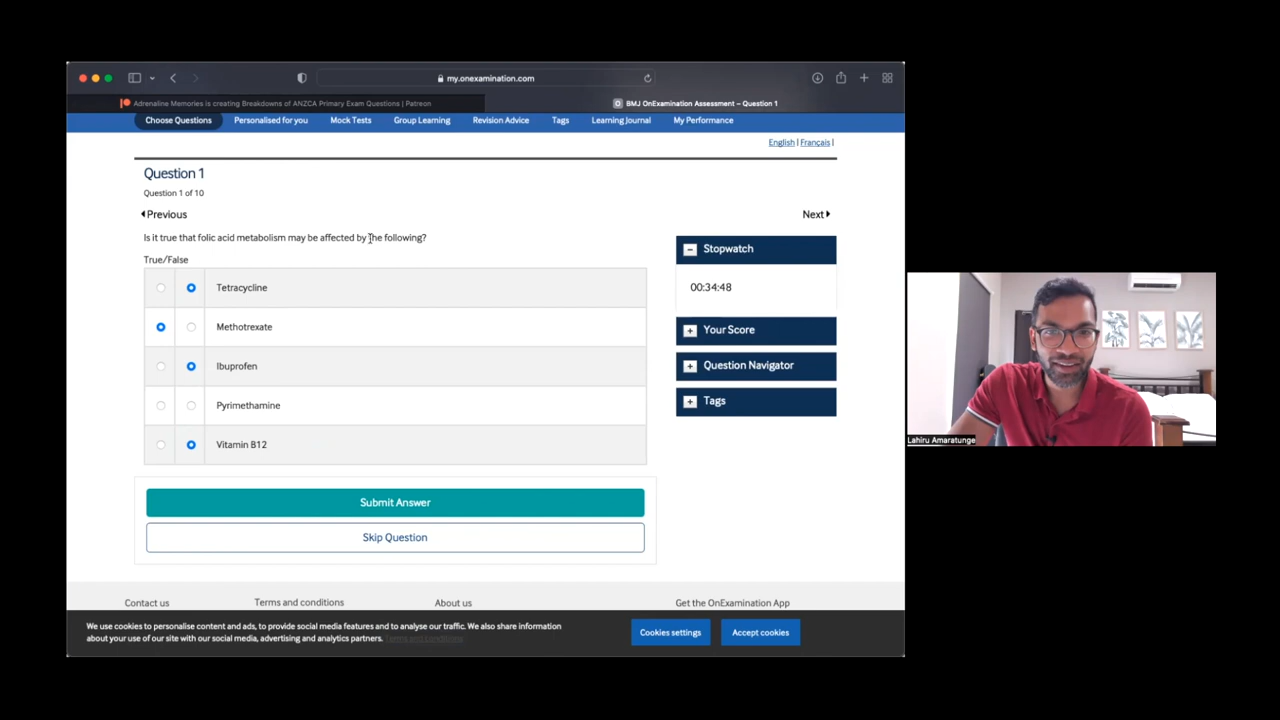 my.onexamination.com
Adrenaline Memories is creating Breakdowns of ANZCA Primary Exam Questions | Patreon
BMJ OnExamination Assessment – Question 1
Choose Questions Personalised for you Mock Tests Group Learning Revision Advice Tags Learning Journal My Performance
English | Français |
Question 1
Question 1 of 10
Previous Next
Is it true that folic acid metabolism may be affected by the following?
True/False
Tetracycline
Methotrexate
Ibuprofen
Pyrimethamine
Vitamin B12
Submit Answer
Skip Question
Stopwatch
00:34:48
Your Score
Question Navigator
Tags
Lahiru Amaratunge
Contact us Terms and conditions About us Get the OnExamination App
We use cookies to personalise content and ads, to provide social media features and to analyse our traffic. We also share information
about your use of our site with our social media, advertising and analytics partners. Terms and conditions
Cookies settings Accept cookies